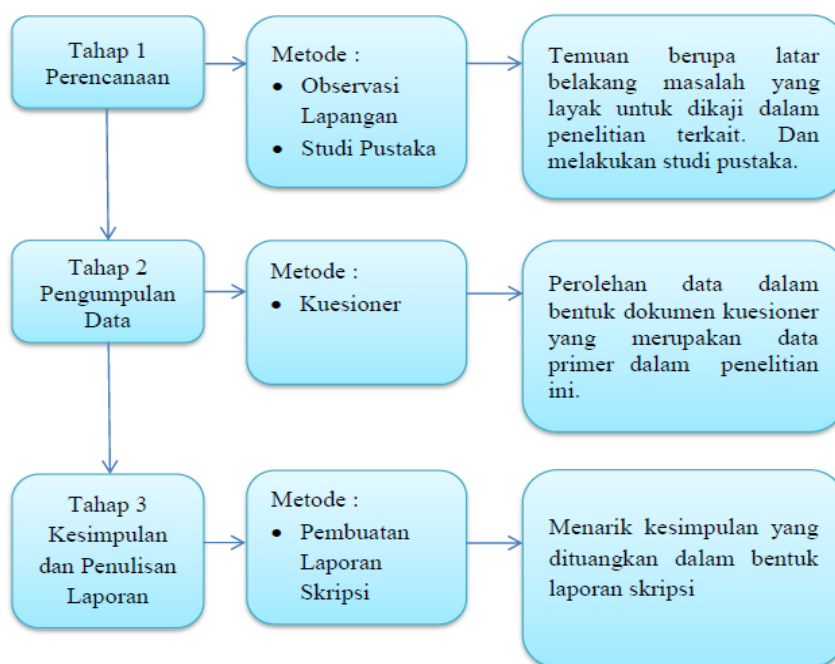 Tahap 1
Perencanaan
Metode :
• Observasi
Lapangan
• Studi Pustaka
Temuan berupa latar
belakang masalah yang
layak untuk dikaji dalam
penelitian terkait. Dan
melakukan studi pustaka.
Tahap 2
Pengumpulan
Data
Metode :
• Kuesioner
Perolehan data dalam
bentuk dokumen kuesioner
yang merupakan data
primer dalam penelitian
ini.
Tahap 3
Kesimpulan
dan Penulisan
Laporan
Metode :
• Pembuatan
Laporan
Skripsi
Menarik kesimpulan yang
dituangkan dalam bentuk
laporan skripsi